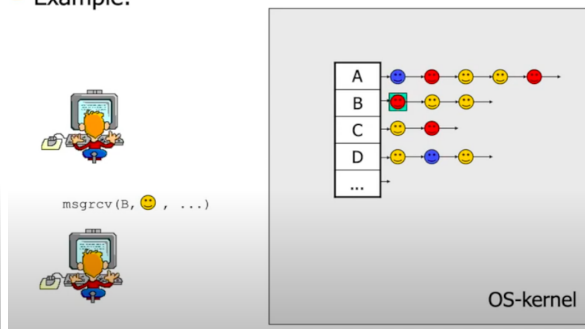 Example:
A
B
C
D
...
msgrcv(B, , ...)
OS-kernel